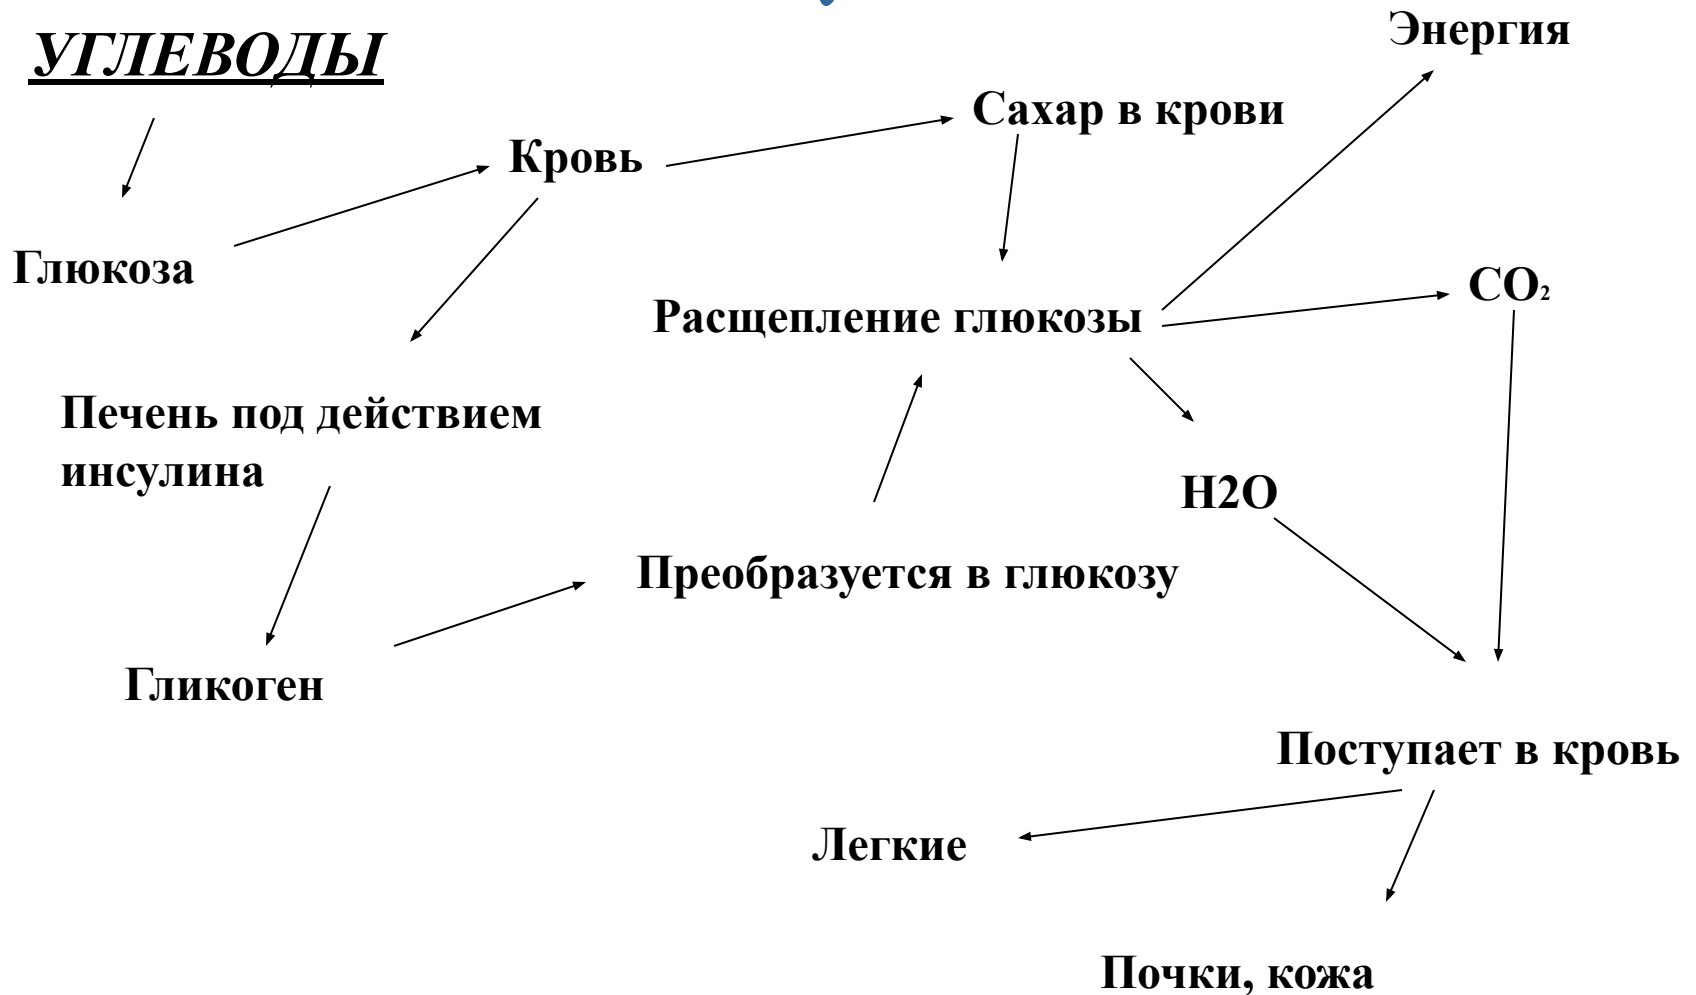 УГЛЕВОДЫ
Энергия
Сахар в крови
Кровь
Глюкоза
Расщепление глюкозы
CO₂
Печень под действием
инсулина
H2O
Преобразуется в глюкозу
Гликоген
Поступает в кровь
Легкие
Почки, кожа